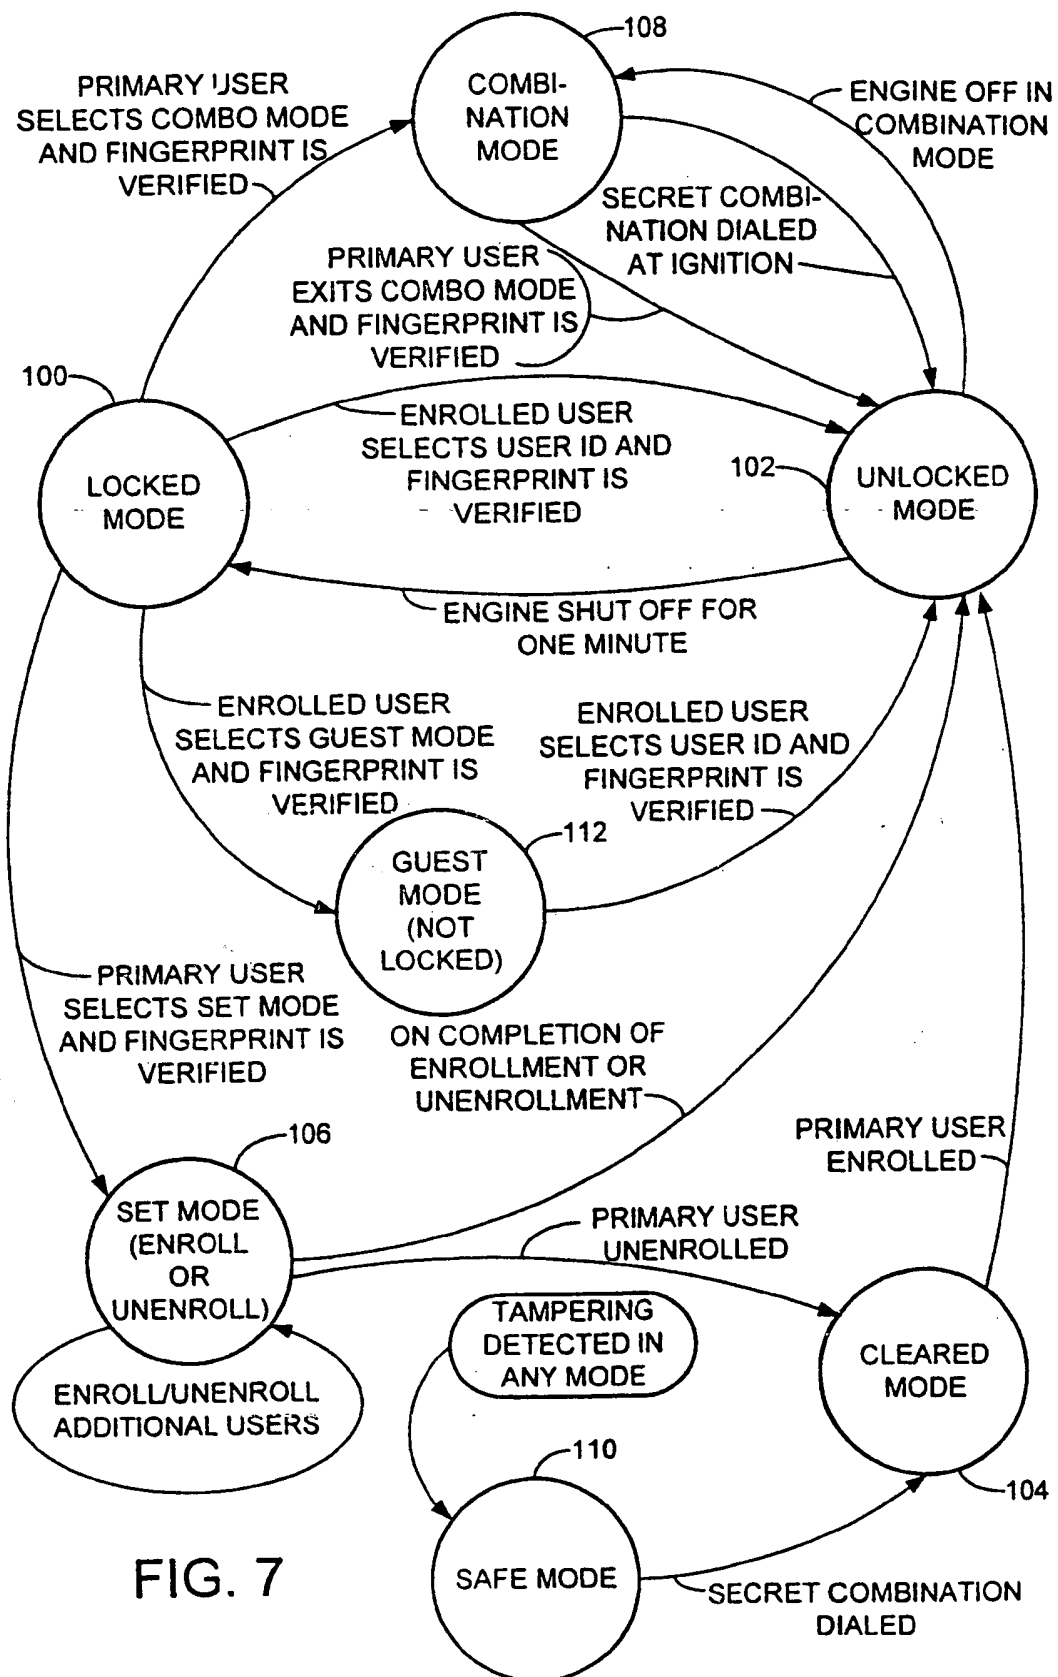 108
COMBI-
NATION
MODE
PRIMARY USER
SELECTS COMBO MODE
AND FINGERPRINT IS
VERIFIED
ENGINE OFF IN
COMBINATION
MODE
SECRET COMBI-
NATION DIALED
AT IGNITION
PRIMARY USER
EXITS COMBO MODE
AND FINGERPRINT IS
VERIFIED
100
LOCKED
MODE
ENROLLED USER
SELECTS USER ID AND
FINGERPRINT IS
VERIFIED
102
UNLOCKED
MODE
ENGINE SHUT OFF FOR
ONE MINUTE
ENROLLED USER
SELECTS GUEST MODE
AND FINGERPRINT IS
VERIFIED
ENROLLED USER
SELECTS USER ID AND
FINGERPRINT IS
VERIFIED
112
GUEST
MODE
(NOT
LOCKED)
PRIMARY USER
SELECTS SET MODE
AND FINGERPRINT IS
VERIFIED
ON COMPLETION OF
ENROLLMENT OR
UNENROLLMENT
106
SET MODE
(ENROLL
OR
UNENROLL)
PRIMARY USER
ENROLLED
PRIMARY USER
UNENROLLED
TAMPERING
DETECTED IN
ANY MODE
CLEARED
MODE
104
ENROLL/UNENROLL
ADDITIONAL USERS
110
SAFE MODE
SECRET COMBINATION
DIALED
FIG. 7